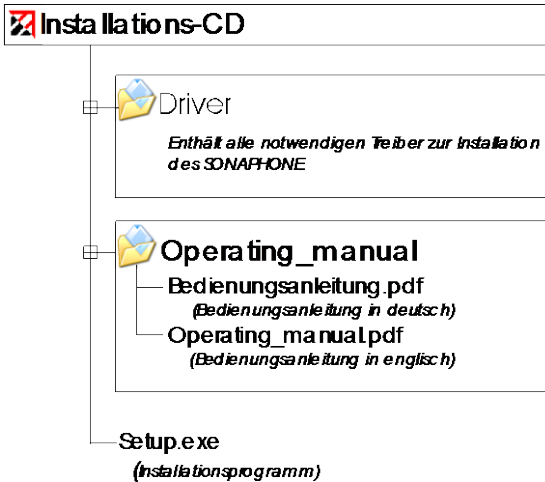 Installations-CD
Driver
Enthält alle notwendigen Treiber zur Installation
des SONAPHONE
Operating_manual
Bedienungsanleitung.pdf
(Bedienungsanleitung in deutsch)
Operating_manual.pdf
(Bedienungsanleitung in englisch)
Setup.exe
(Installationsprogramm)